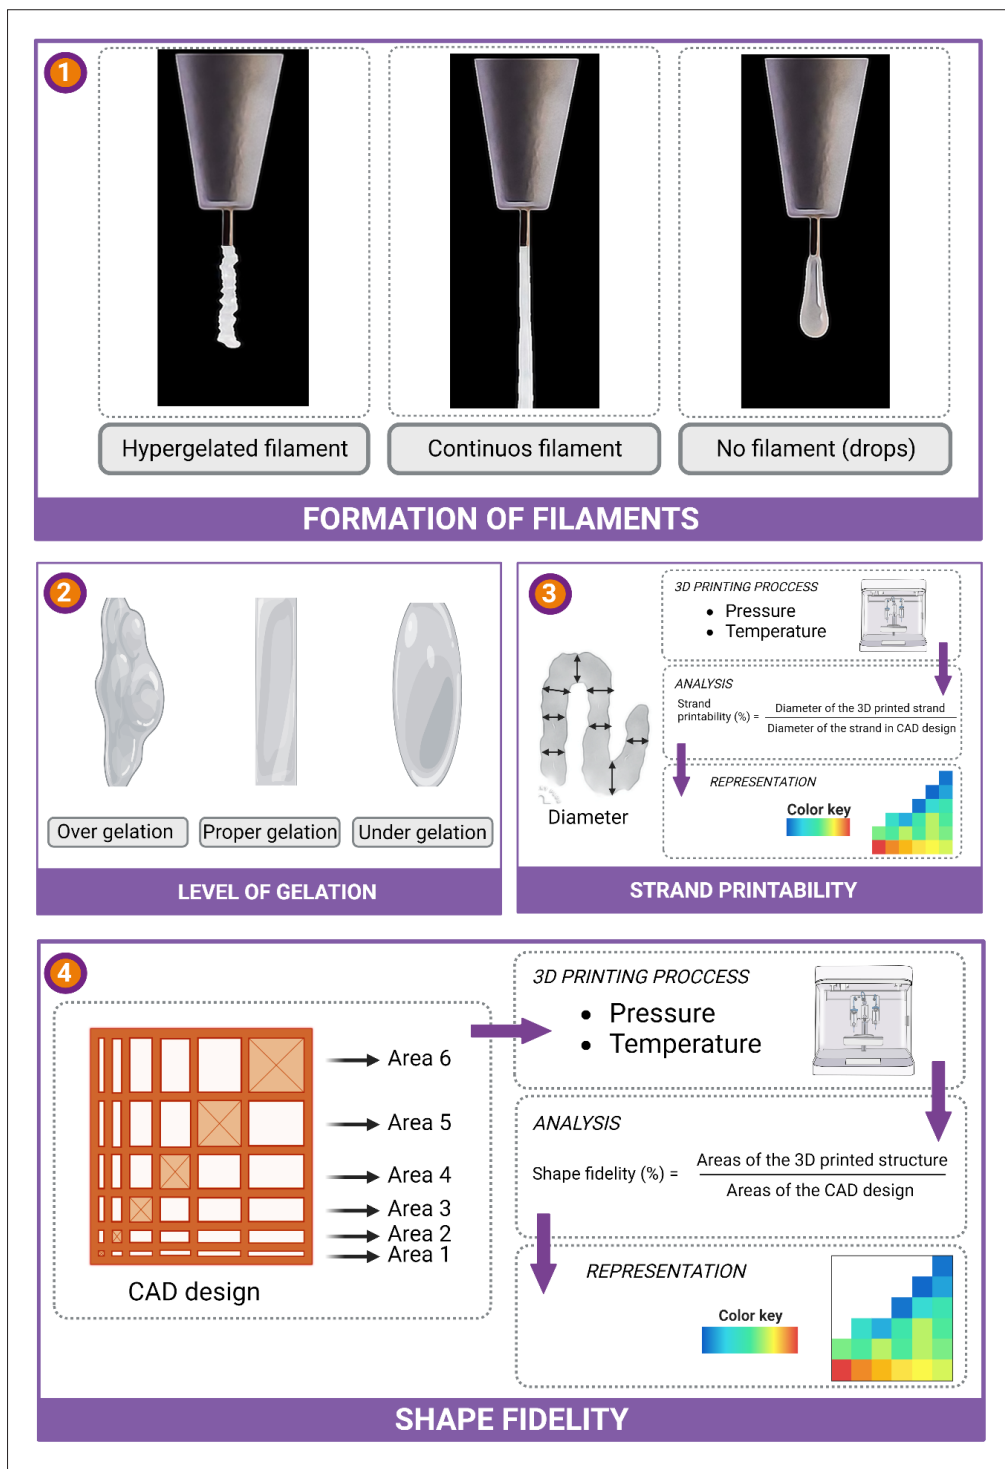 1
Hypergelated filament
Continuos filament
No filament (drops)
FORMATION OF FILAMENTS
2
Over gelation
Proper gelation
Under gelation
LEVEL OF GELATION
3
Diameter
3D PRINTING PROCCESS
• Pressure
• Temperature
ANALYSIS
Strand
printability (%) =
Diameter of the 3D printed strand
Diameter of the strand in CAD design
REPRESENTATION
Color key
STRAND PRINTABILITY
4
Area 6
Area 5
Area 4
Area 3
Area 2
Area 1
CAD design
3D PRINTING PROCCESS
• Pressure
• Temperature
ANALYSIS
Shape fidelity (%) =
Areas of the 3D printed structure
Areas of the CAD design
REPRESENTATION
Color key
SHAPE FIDELITY